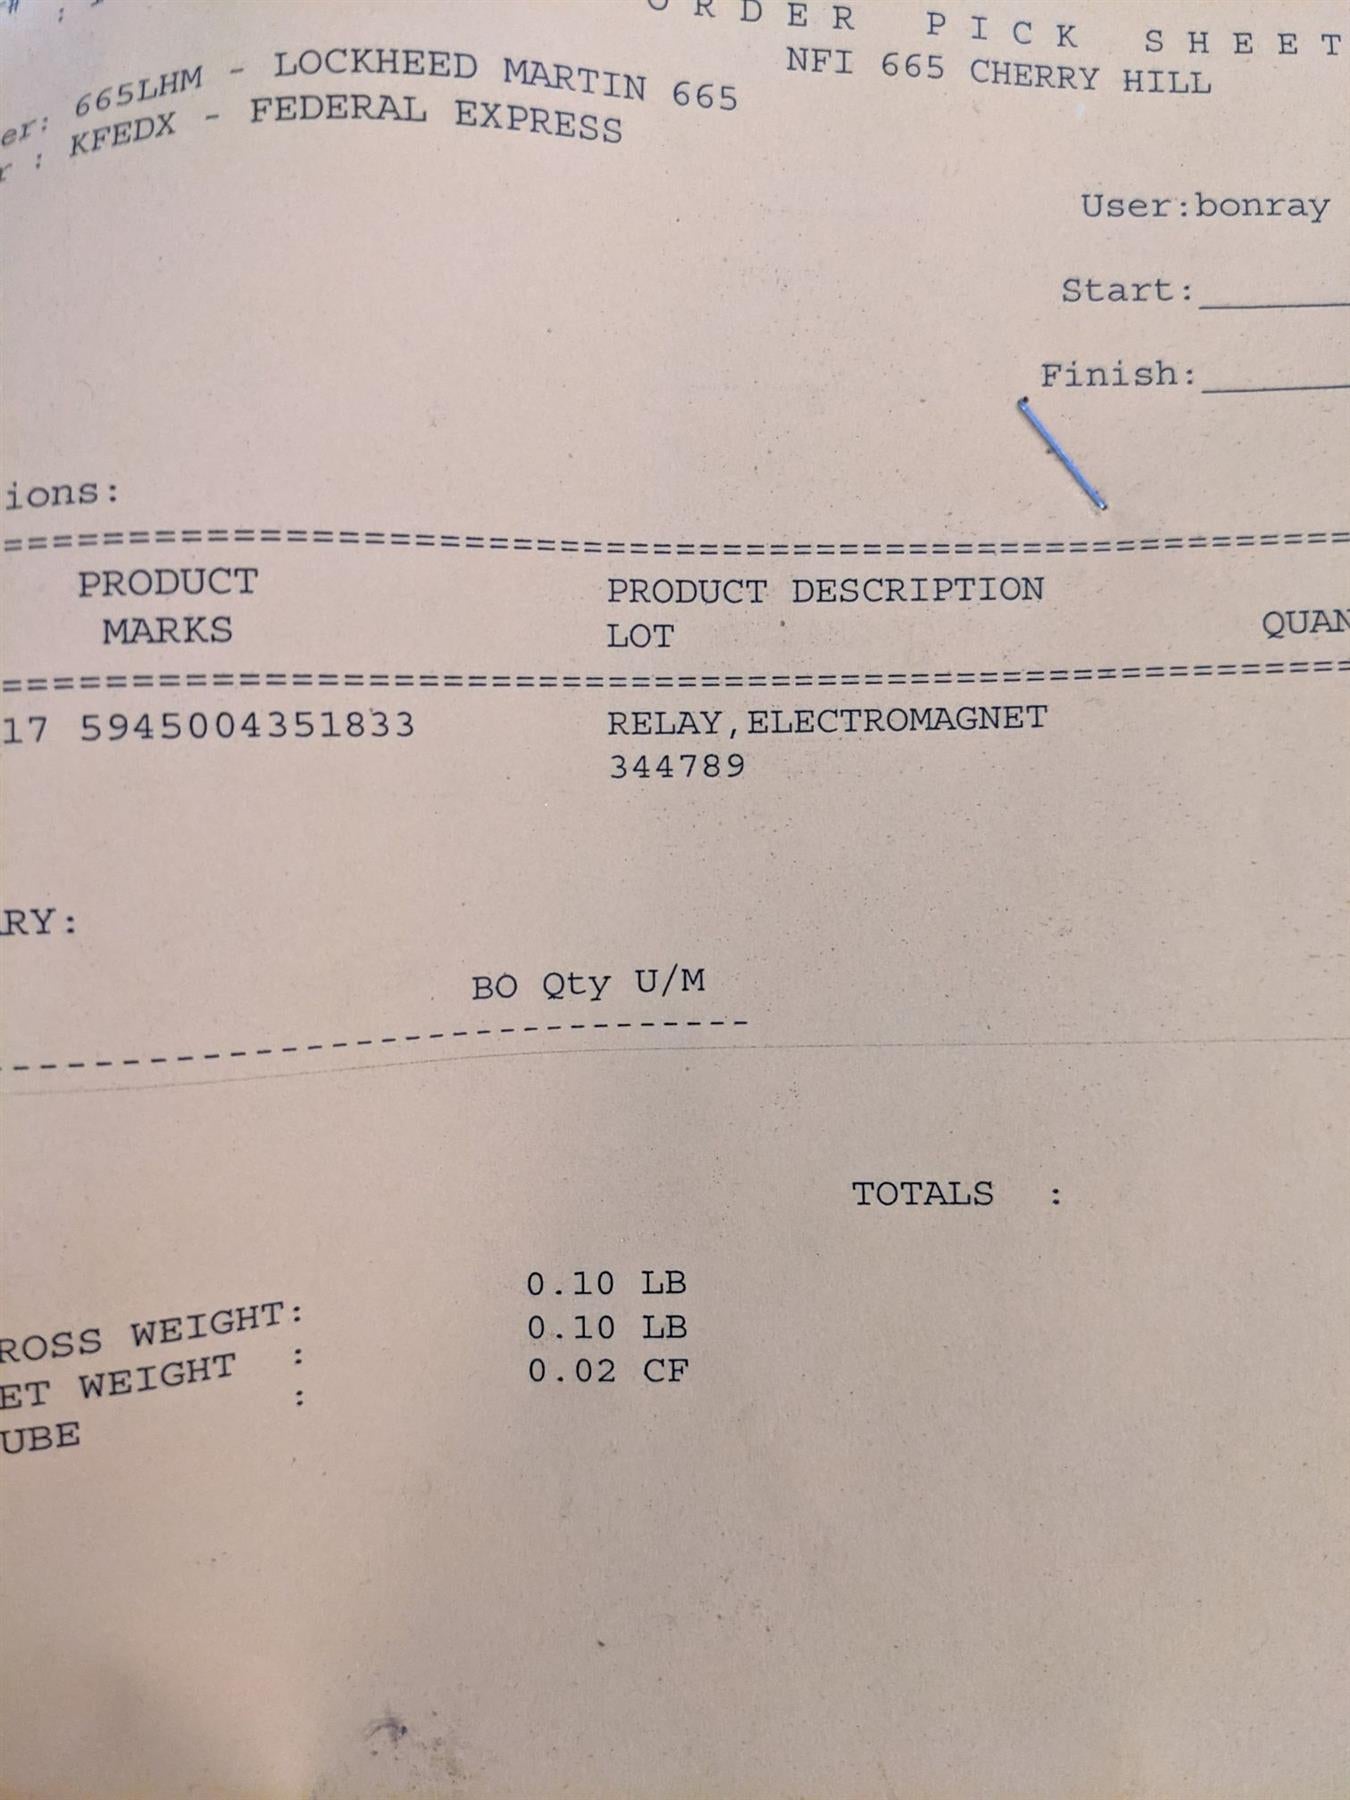 ORDER PICK SHEET
NFI 665 CHERRY HILL
er: 665LHM - LOCKHEED MARTIN 665
r : KFEDX - FEDERAL EXPRESS
User:bonray
Start:_______
Finish:_______
ions:
======================================================
PRODUCT PRODUCT DESCRIPTION
MARKS LOT QUAN
======================================================
17 5945004351833 RELAY,ELECTROMAGNET
344789
RY:
BO Qty U/M
----------------------------
TOTALS :
ROSS WEIGHT: 0.10 LB
ET WEIGHT : 0.10 LB
UBE : 0.02 CF